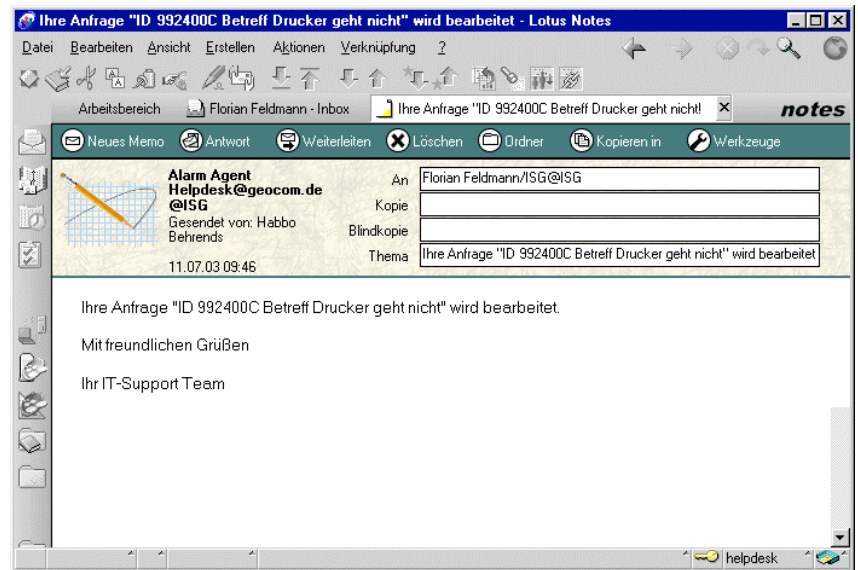 Ihre Anfrage "ID 992400C Betreff Drucker geht nicht" wird bearbeitet - Lotus Notes
Datei Bearbeiten Ansicht Erstellen Aktionen Verknüpfung ?
Arbeitsbereich Florian Feldmann - Inbox Ihre Anfrage "ID 992400C Betreff Drucker geht nicht! notes
Neues Memo Antwort Weiterleiten Löschen Ordner Kopieren in Werkzeuge
Alarm Agent
Helpdesk@geocom.de
@ISG
Gesendet von: Habbo
Behrends
11.07.03 09:46
An Florian Feldmann/ISG@ISG
Kopie
Blindkopie
Thema Ihre Anfrage "ID 992400C Betreff Drucker geht nicht" wird bearbeitet
Ihre Anfrage "ID 992400C Betreff Drucker geht nicht" wird bearbeitet.
Mit freundlichen Grüßen
Ihr IT-Support Team
helpdesk